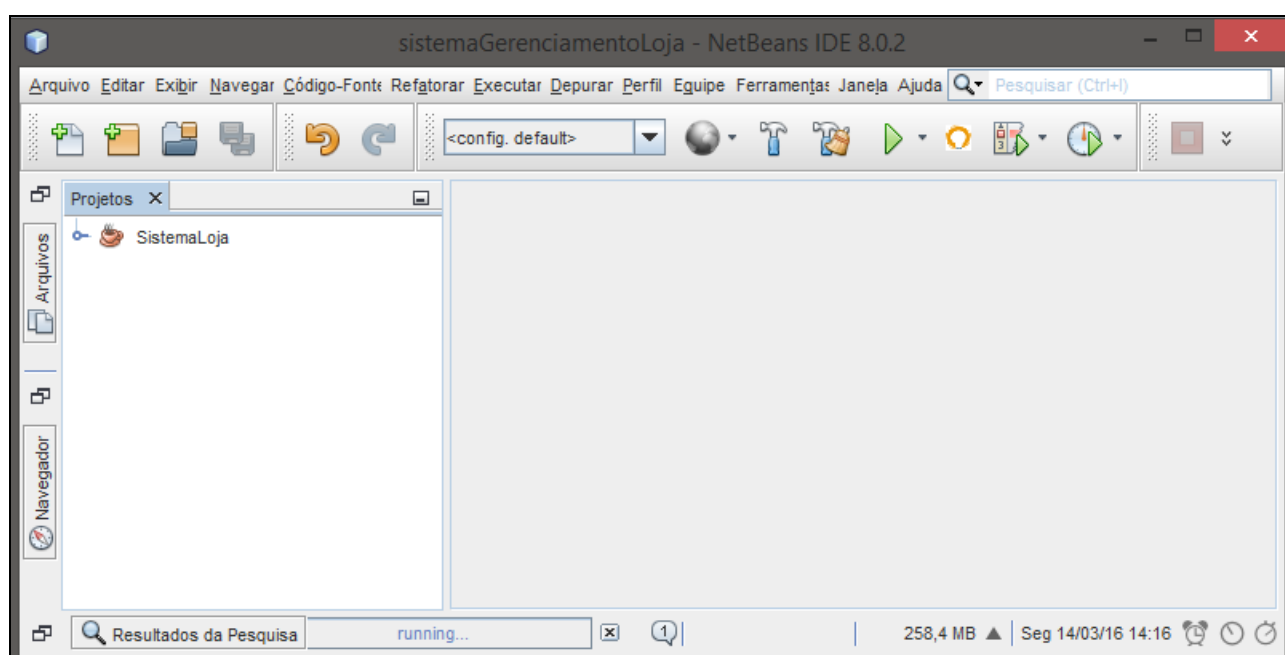 sistemaGerenciamentoLoja - NetBeans IDE 8.0.2
Arquivo Editar Exibir Navegar Código-Fonte Refatorar Executar Depurar Perfil Equipe Ferramentas Janela Ajuda Pesquisar (Ctrl+I)
<config. default>
Projetos
SistemaLoja
Arquivos
Navegador
Resultados da Pesquisa running... 1 258,4 MB Seg 14/03/16 14:16